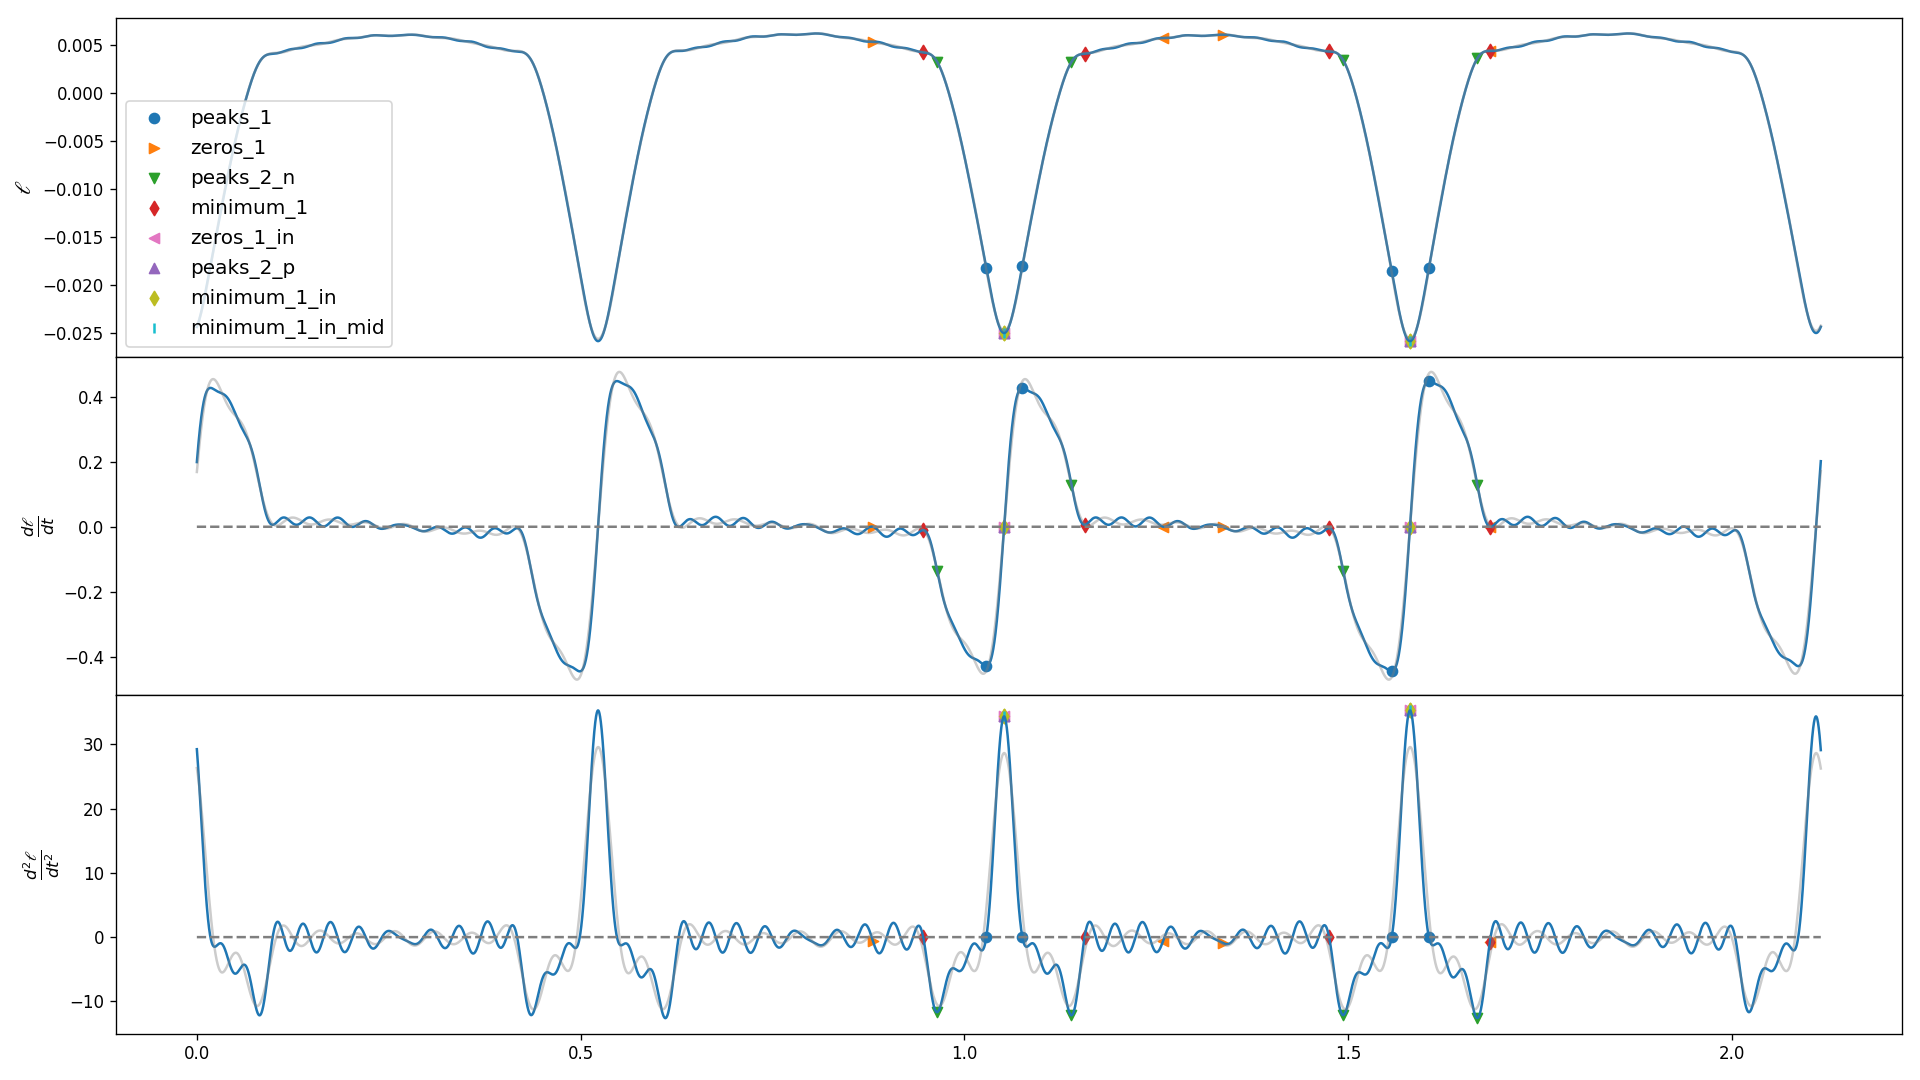 0.005
0.000
−0.005
−0.010
−0.015
−0.020
−0.025
ℓ
peaks_1
zeros_1
peaks_2_n
minimum_1
zeros_1_in
peaks_2_p
minimum_1_in
minimum_1_in_mid
0.4
0.2
0.0
−0.2
−0.4
dℓ
dt
30
20
10
0
−10
d²ℓ
dt²
0.0 0.5 1.0 1.5 2.0